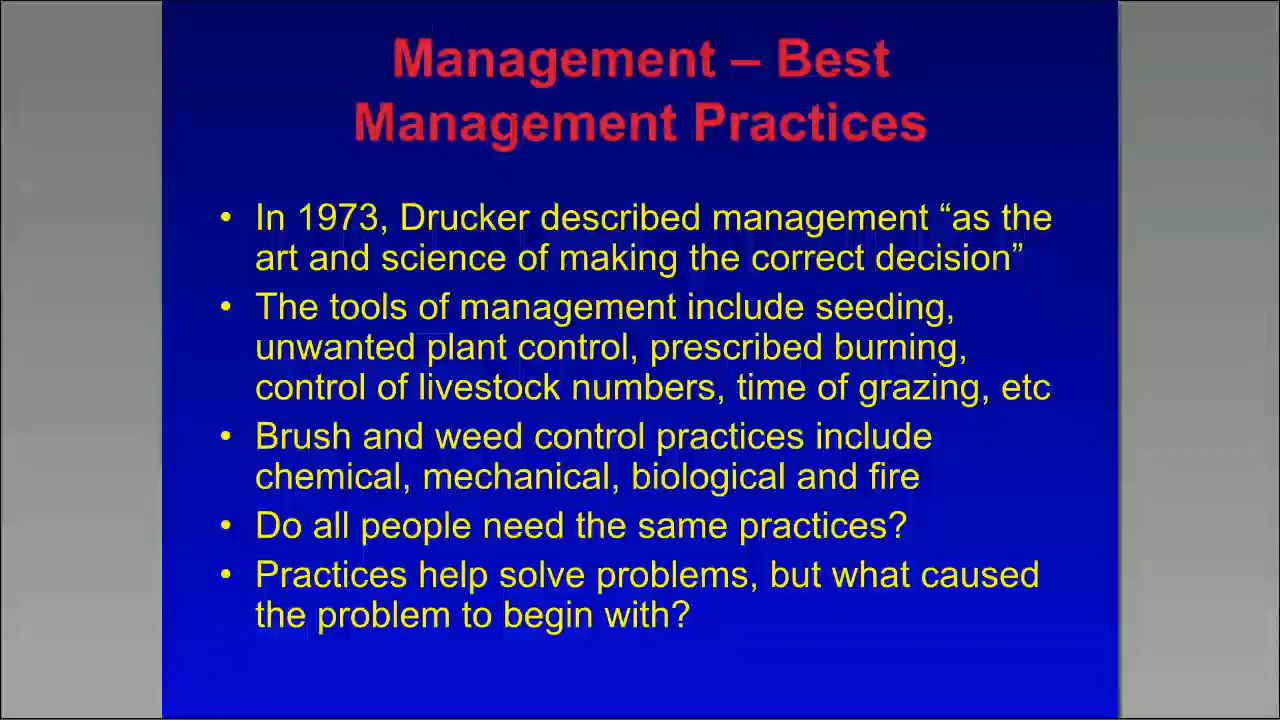 Management – Best
Management Practices
• In 1973, Drucker described management “as the
art and science of making the correct decision”
• The tools of management include seeding,
unwanted plant control, prescribed burning,
control of livestock numbers, time of grazing, etc
• Brush and weed control practices include
chemical, mechanical, biological and fire
• Do all people need the same practices?
• Practices help solve problems, but what caused
the problem to begin with?